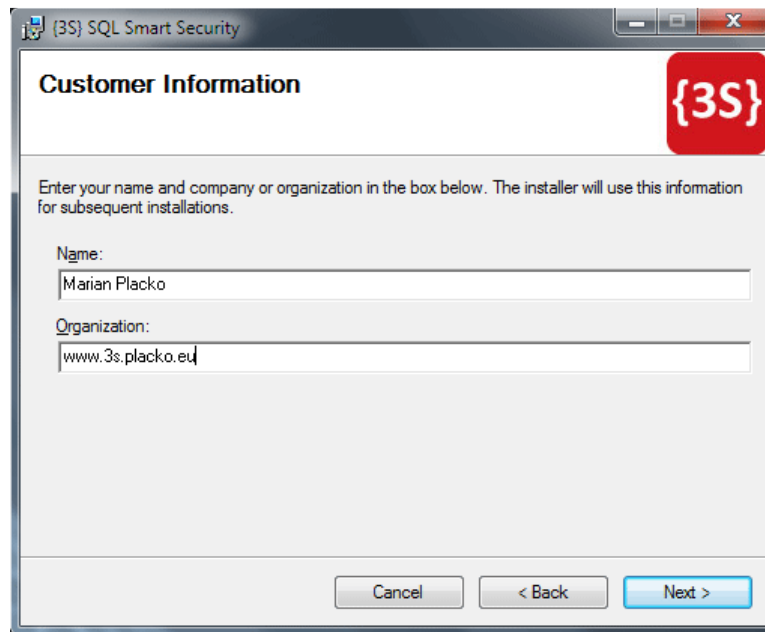 {3S} SQL Smart Security
Customer Information
{3S}
Enter your name and company or organization in the box below. The installer will use this information
for subsequent installations.
Name:
Marian Placko
Organization:
www.3s.placko.eu
Cancel
< Back
Next >